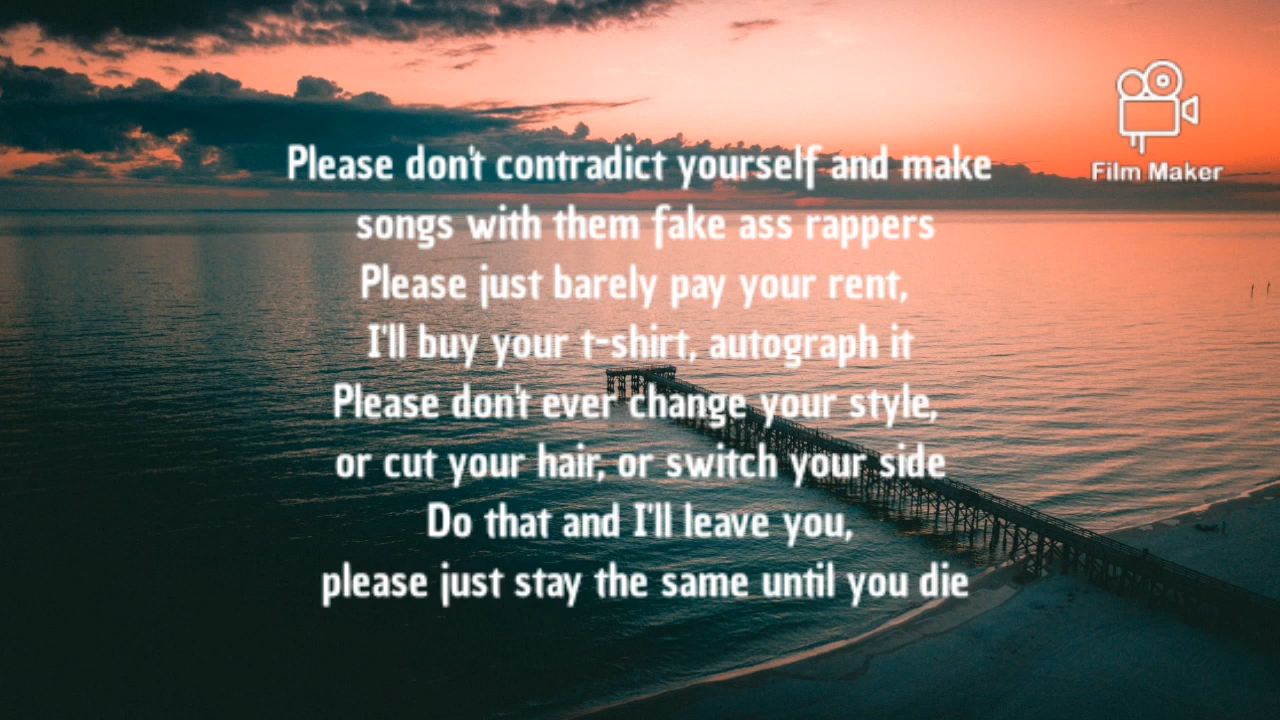 Please don't contradict yourself and make
songs with them fake ass rappers
Please just barely pay your rent,
I'll buy your t-shirt, autograph it
Please don't ever change your style,
or cut your hair, or switch your side
Do that and I'll leave you,
please just stay the same until you die
Film Maker